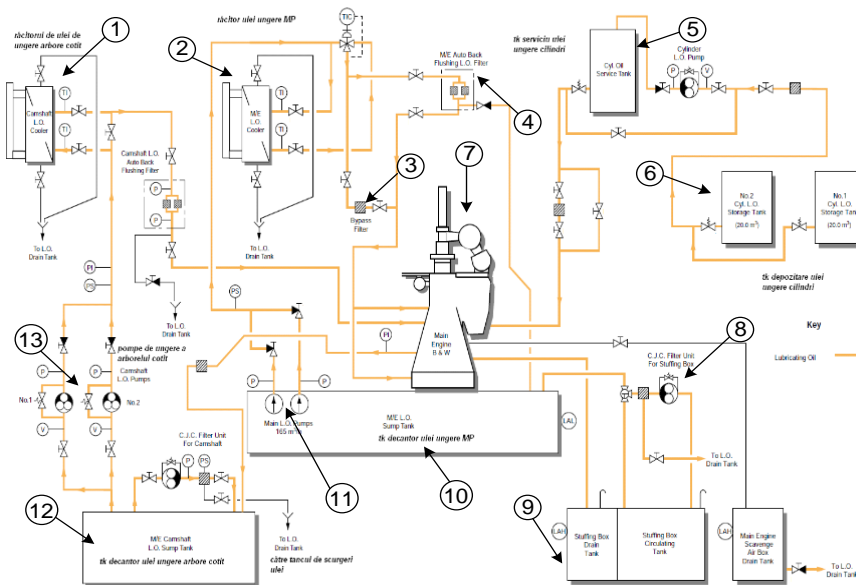 răcitorul de ulei de
ungere arbore cotit
1
TI
Camshaft
L.O.
Cooler
TI
To L.O.
Drain Tank
Camshaft L.O.
Auto Back
Flushing Filter
P
P
To L.O.
Drain Tank
PI
PS
răcitor ulei ungere MP
2
TIC
TI
M/E
L.O.
Cooler
TI
To L.O.
Drain Tank
M/E Auto Back
Flushing L.O. Filter
4
3
Bypass
Filter
7
Main
Engine
B & W
PS
PI
tk serviciu ulei
ungere cilindri
5
Cyl. Oil
Service Tank
Cylinder
L.O. Pump
P
V
6
No.2
Cyl. L.O.
Storage Tank
(20.0 m³)
No.1
Cyl. L.O.
Storage Tank
(20.0 m³)
tk depozitare ulei
ungere cilindri
Key
Lubricating Oil
8
C.J.C. Filter Unit
For Stuffing Box
To L.O.
Drain Tank
13
pompe de ungere a
arborelui cotit
P
P
Camshaft
L.O. Pumps
No.1
No.2
V
V
C.J.C. Filter Unit
For Camshaft
P
PS
To L.O.
Drain Tank
către tancul de scurgeri
ulei
12
M/E Camshaft
L.O. Sump Tank
tk decantor ulei ungere arbore cotit
P
P
Main L.O. Pumps
165 m³/h
11
M/E L.O.
Sump Tank
tk decantor ulei ungere MP
10
LAL
9
LAH
Stuffing Box
Drain
Tank
Stuffing Box
Circulating
Tank
LAH
Main Engine
Scavenge
Air Box
Drain Tank
To L.O.
Drain Tank